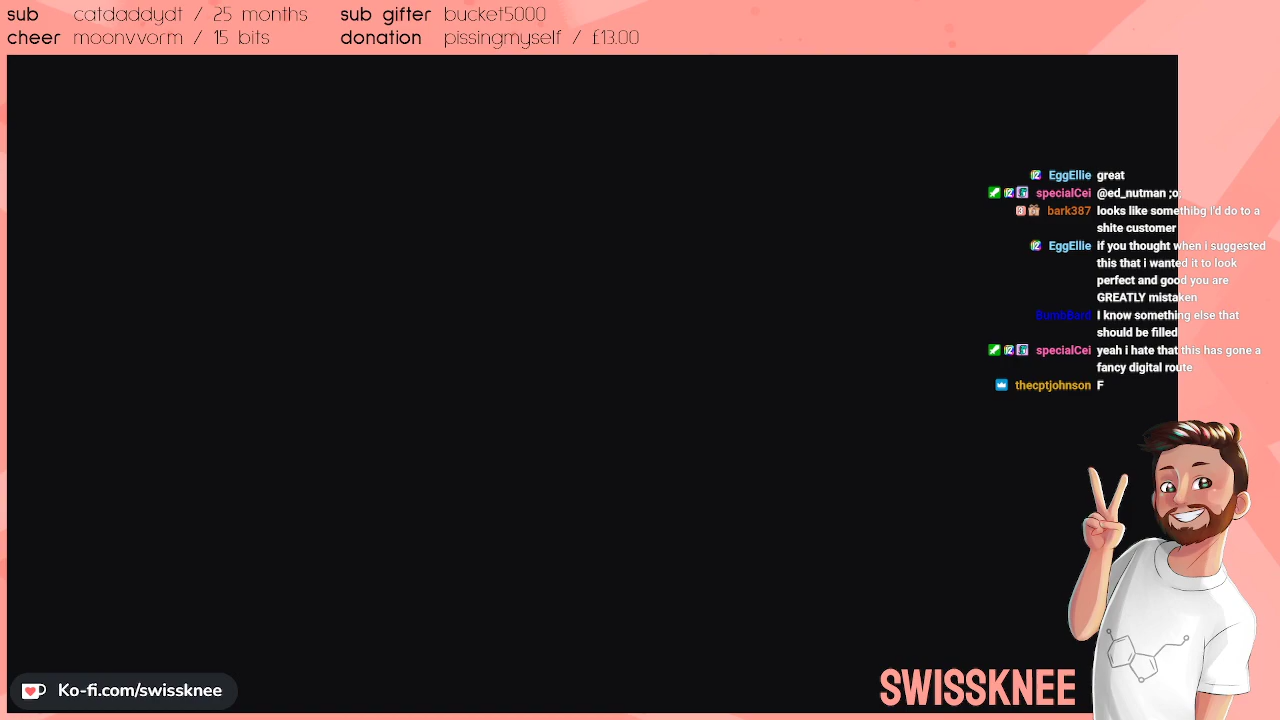 sub catdaddydt / 25 months sub gifter bucket5000
cheer moonvvorm / 15 bits donation pissingmyself / £13.00
EggEllie great
specialCei @ed_nutman ;o;
bark387 looks like somethibg i'd do to a
shite customer
EggEllie if you thought when i suggested
this that i wanted it to look
perfect and good you are
GREATLY mistaken
BumoBard I know something else that
should be filled
specialCei yeah i hate that this has gone a
fancy digital route
thecptjohnson F
Ko-fi.com/swissknee
SWISSKNEE